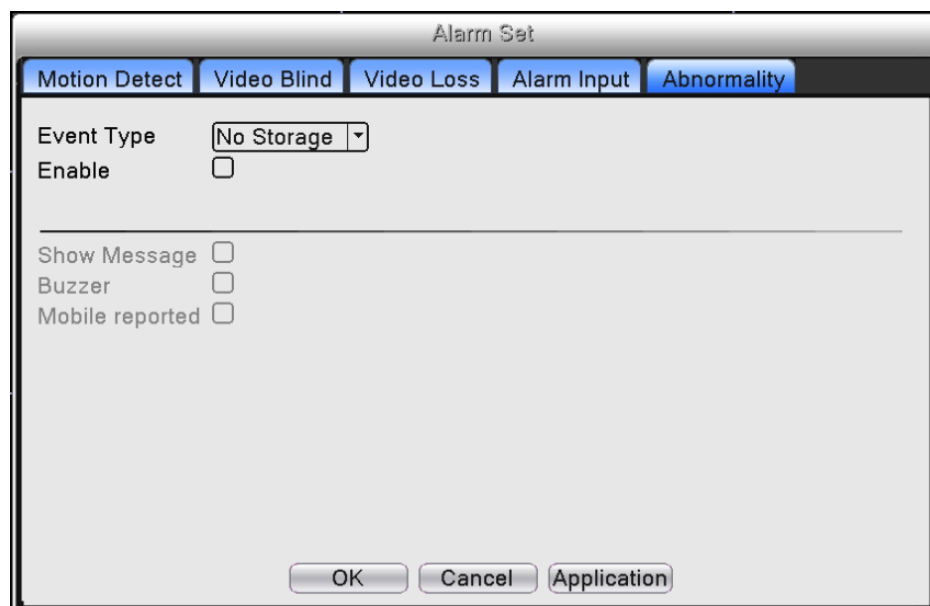 Alarm Set
Motion Detect Video Blind Video Loss Alarm Input Abnormality
Event Type No Storage
Enable
Show Message
Buzzer
Mobile reported
OK Cancel Application